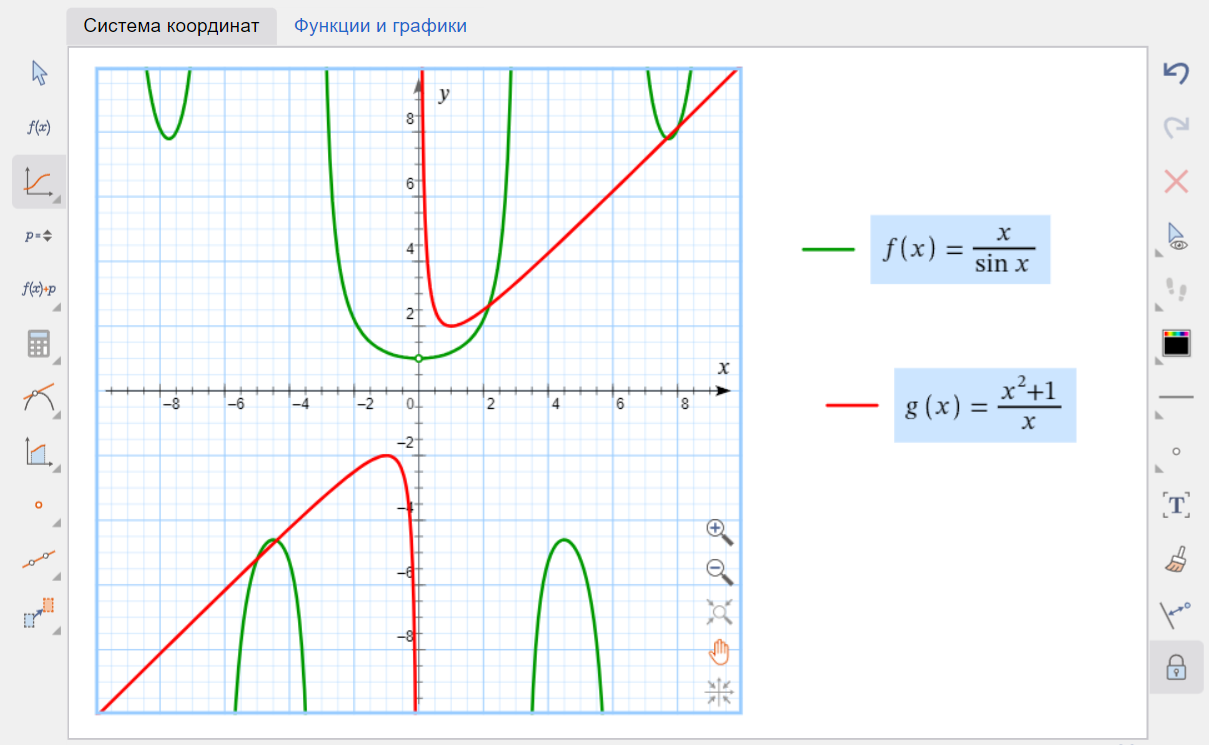 Система координат
Функции и графики
f(x)
p=
f(x)+p
T
y
x
8
6
4
2
0
−2
−4
−6
−8
−8 −6 −4 −2 2 4 6 8
f(x) = x / sin x
g(x) = x²+1 / x